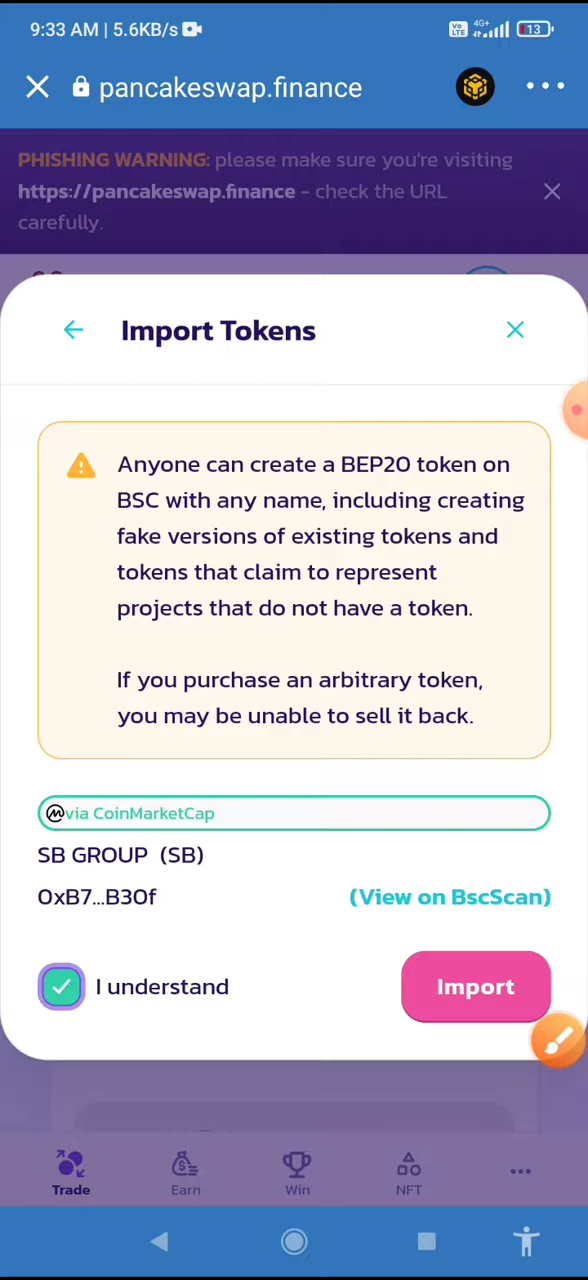 9:33 AM | 5.6KB/s
Vo LTE 4G+ 13
pancakeswap.finance
PHISHING WARNING: please make sure you're visiting
https://pancakeswap.finance - check the URL
carefully.
Import Tokens
Anyone can create a BEP20 token on
BSC with any name, including creating
fake versions of existing tokens and
tokens that claim to represent
projects that do not have a token.
If you purchase an arbitrary token,
you may be unable to sell it back.
via CoinMarketCap
SB GROUP (SB)
0xB7...B30f (View on BscScan)
I understand Import
Trade Earn Win NFT